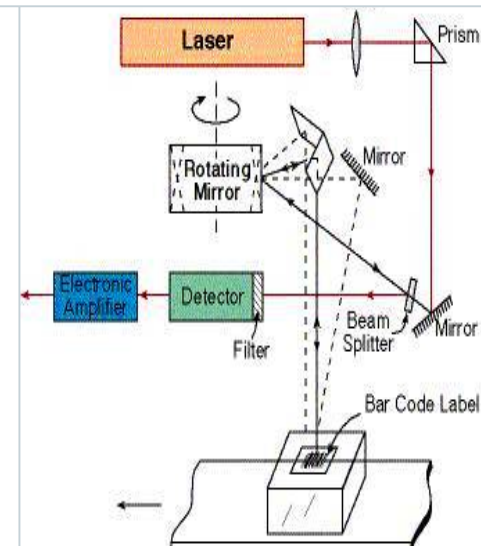 Laser
Prism
Rotating
Mirror
Mirror
Electronic
Amplifier
Detector
Filter
Beam
Splitter
Mirror
Bar Code Label